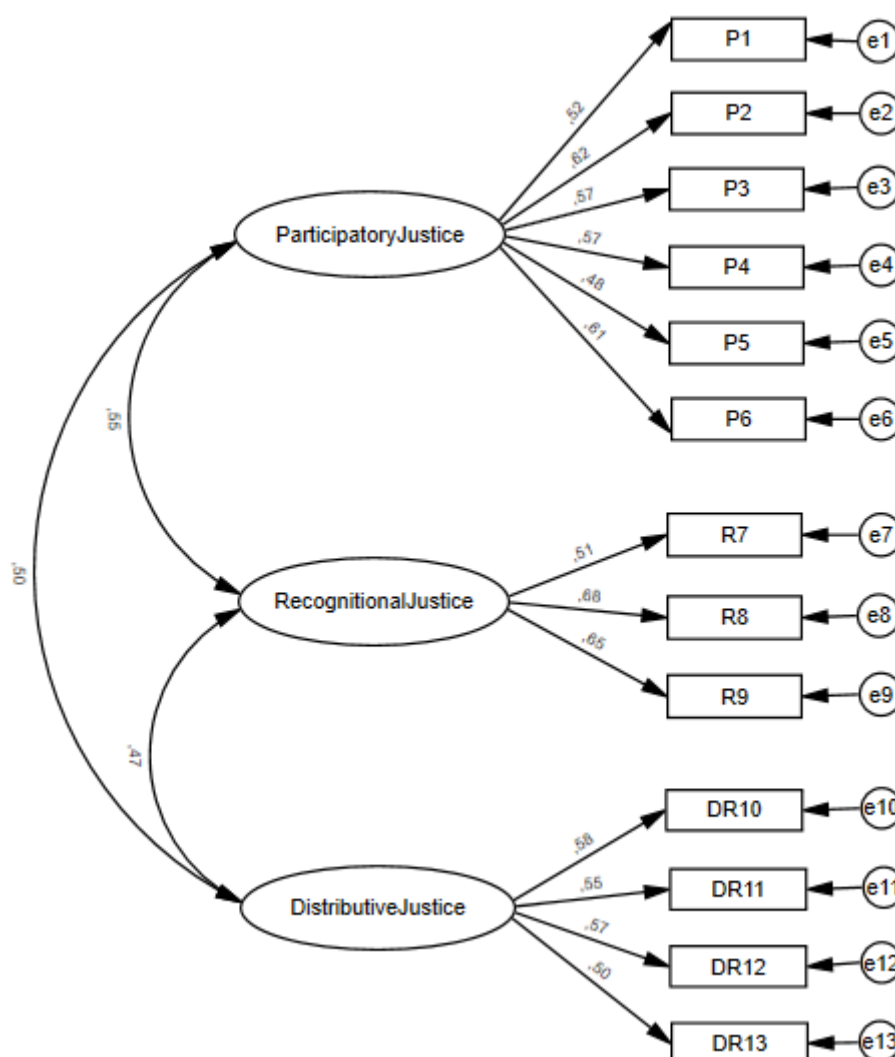 P1
e1
,52
P2
e2
,62
P3
e3
,57
ParticipatoryJustice
P4
e4
,57
P5
e5
,48
P6
e6
,61
,55
,50
R7
e7
,51
RecognitionalJustice
R8
e8
,68
R9
e9
,65
,47
DR10
e10
,58
DR11
e11
,55
DistributiveJustice
DR12
e12
,57
DR13
e13
,50